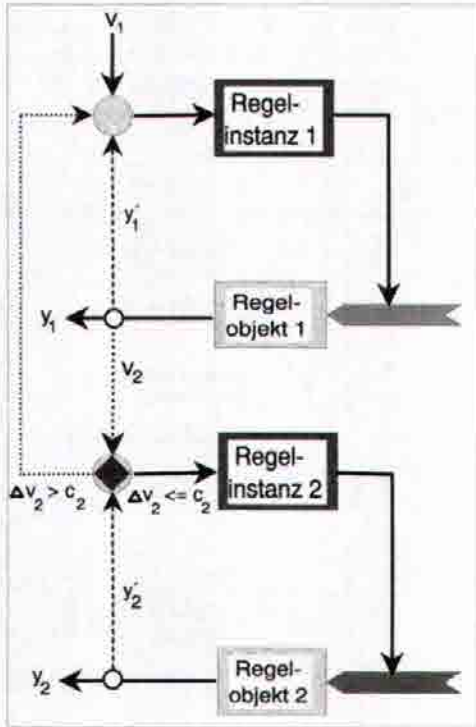 V₁
Regel-
instanz 1
y₁′
y₁
Regel-
objekt 1
V₂
Regel-
instanz 2
Δv₂ > c₂
Δv₂ <= c₂
y₂′
y₂
Regel-
objekt 2